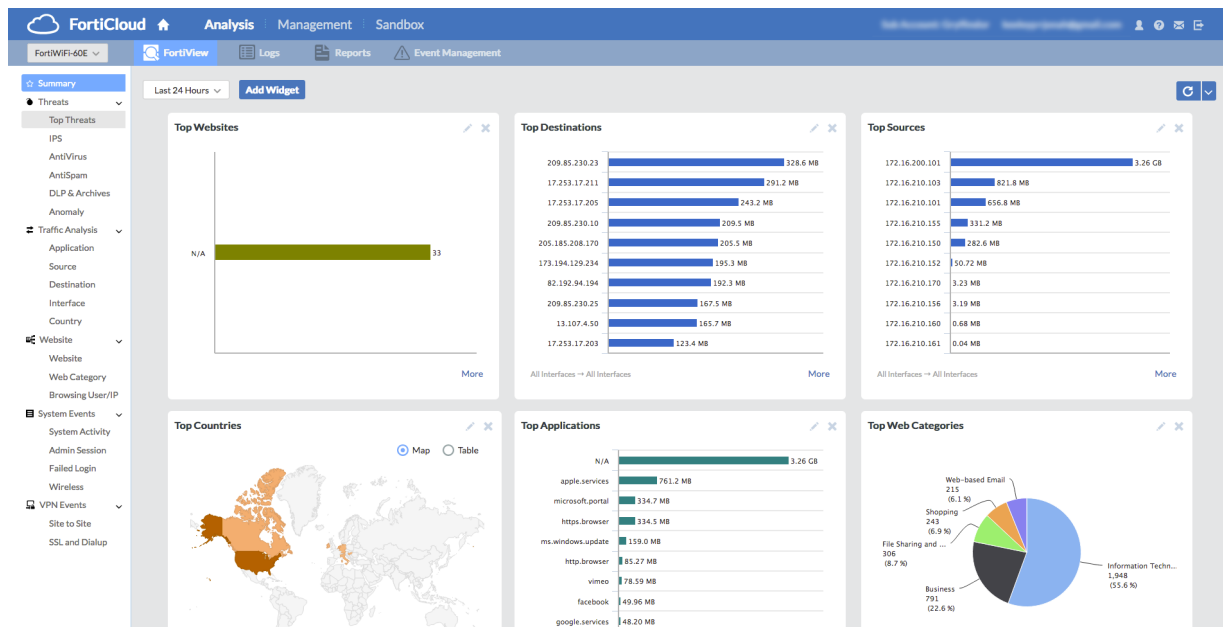 FortiCloud Analysis Management Sandbox
FortiWiFi-60E FortiView Logs Reports Event Management
Summary
Threats
Top Threats
IPS
AntiVirus
AntiSpam
DLP & Archives
Anomaly
Traffic Analysis
Application
Source
Destination
Interface
Country
Website
Website
Web Category
Browsing User/IP
System Events
System Activity
Admin Session
Failed Login
Wireless
VPN Events
Site to Site
SSL and Dialup
Last 24 Hours Add Widget
Top Websites
N/A 33
More
Top Destinations
209.85.230.23 328.6 MB
17.253.17.211 291.2 MB
17.253.17.205 243.2 MB
209.85.230.10 209.5 MB
205.185.208.170 205.5 MB
173.194.129.234 195.3 MB
82.192.94.194 192.3 MB
209.85.230.25 167.5 MB
13.107.4.50 165.7 MB
17.253.17.203 123.4 MB
All Interfaces → All Interfaces More
Top Sources
172.16.200.101 3.26 GB
172.16.210.103 821.8 MB
172.16.210.101 656.8 MB
172.16.210.155 331.2 MB
172.16.210.150 282.6 MB
172.16.210.152 50.72 MB
172.16.210.170 3.23 MB
172.16.210.156 3.19 MB
172.16.210.160 0.68 MB
172.16.210.161 0.04 MB
All Interfaces → All Interfaces More
Top Countries
Map Table
Top Applications
N/A 3.26 GB
apple.services 761.2 MB
microsoft.portal 334.7 MB
https.browser 334.5 MB
ms.windows.update 159.0 MB
http.browser 85.27 MB
vimeo 78.59 MB
facebook 49.96 MB
google.services 48.20 MB
Top Web Categories
Web-based Email
215
(6.1 %)
Shopping
243
(6.9 %)
File Sharing and ...
306
(8.7 %)
Business
791
(22.6 %)
Information Techn...
1,948
(55.6 %)